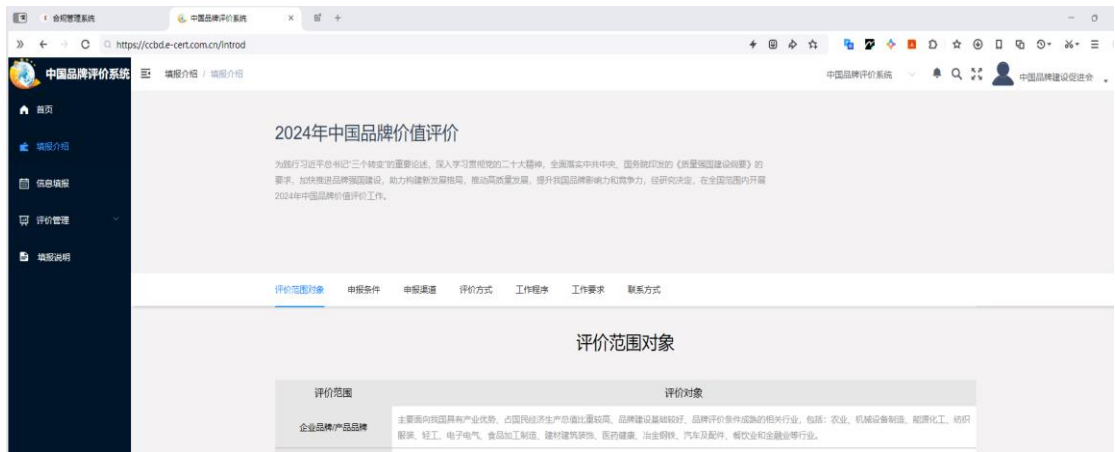 合规管理系统
中国品牌评价系统
https://ccbd.e-cert.com.cn/introd
中国品牌评价系统
填报介绍 / 填报介绍
中国品牌评价系统
中国品牌建设促进会
首页
填报介绍
信息填报
评价管理
填报说明
2024年中国品牌价值评价
为践行习近平总书记“三个转变”的重要论述，深入学习贯彻党的二十大精神，全面落实中共中央、国务院印发的《质量强国建设纲要》的
要求，加快推进品牌强国建设，助力构建新发展格局，推动高质量发展，提升我国品牌影响力和竞争力，经研究决定，在全国范围内开展
2024年中国品牌价值评价工作。
评价范围对象
申报条件
申报渠道
评价方式
工作程序
工作要求
联系方式
评价范围对象
评价范围
评价对象
企业品牌/产品品牌
主要面向我国具有产业优势、占国民经济生产总值比重较高、品牌建设基础较好、品牌评价条件成熟的相关行业，包括：农业、机械设备制造、能源化工、纺织
服装、轻工、电子电气、食品加工制造、建材建筑装饰、医药健康、冶金钢铁、汽车及配件、餐饮业和金融业等行业。